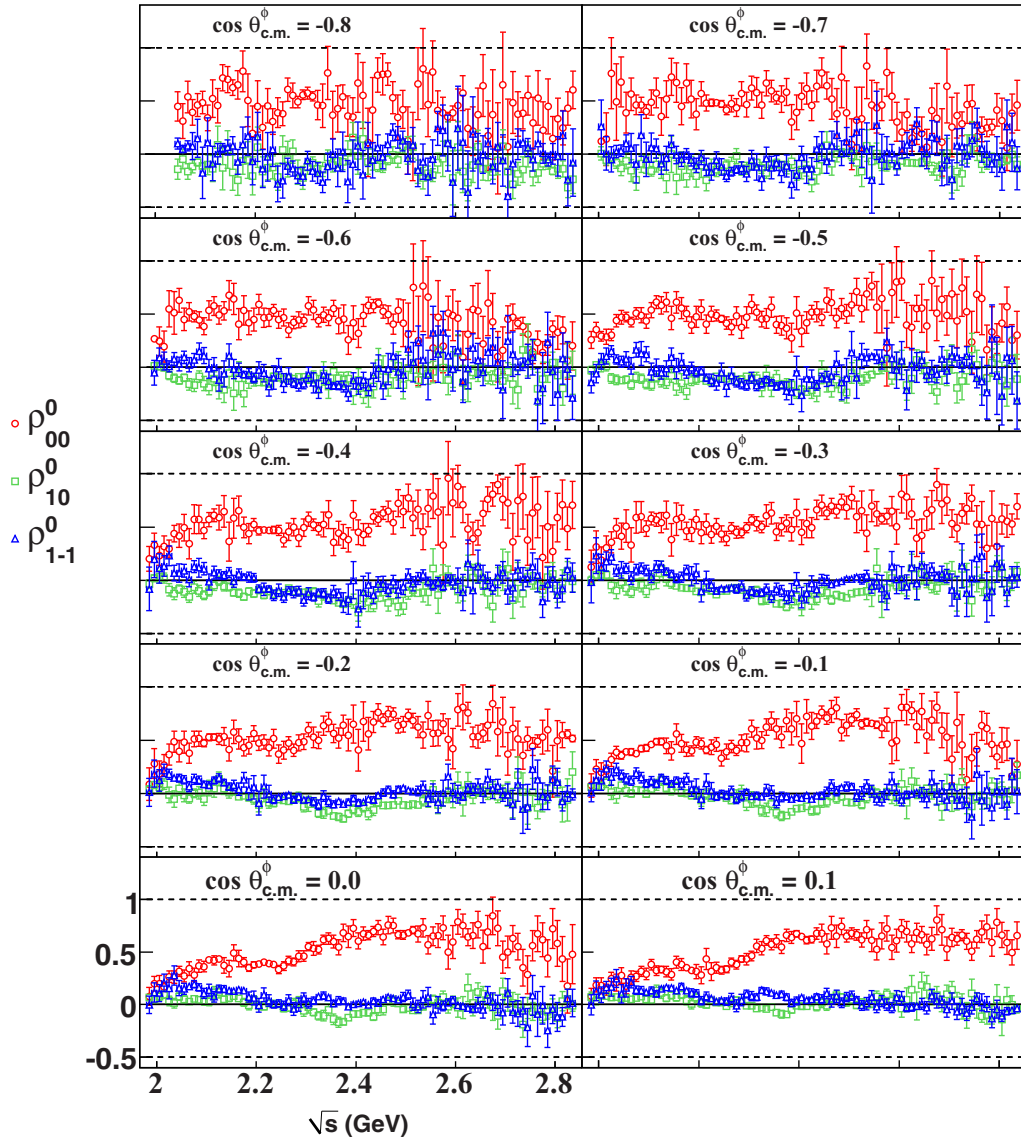 cos θ^ϕ_c.m. = -0.8
cos θ^ϕ_c.m. = -0.7
cos θ^ϕ_c.m. = -0.6
cos θ^ϕ_c.m. = -0.5
ρ^0_00
ρ^0_10
ρ^0_1-1
cos θ^ϕ_c.m. = -0.4
cos θ^ϕ_c.m. = -0.3
cos θ^ϕ_c.m. = -0.2
cos θ^ϕ_c.m. = -0.1
cos θ^ϕ_c.m. = 0.0
cos θ^ϕ_c.m. = 0.1
1
0.5
0
-0.5
2 2.2 2.4 2.6 2.8
√s (GeV)